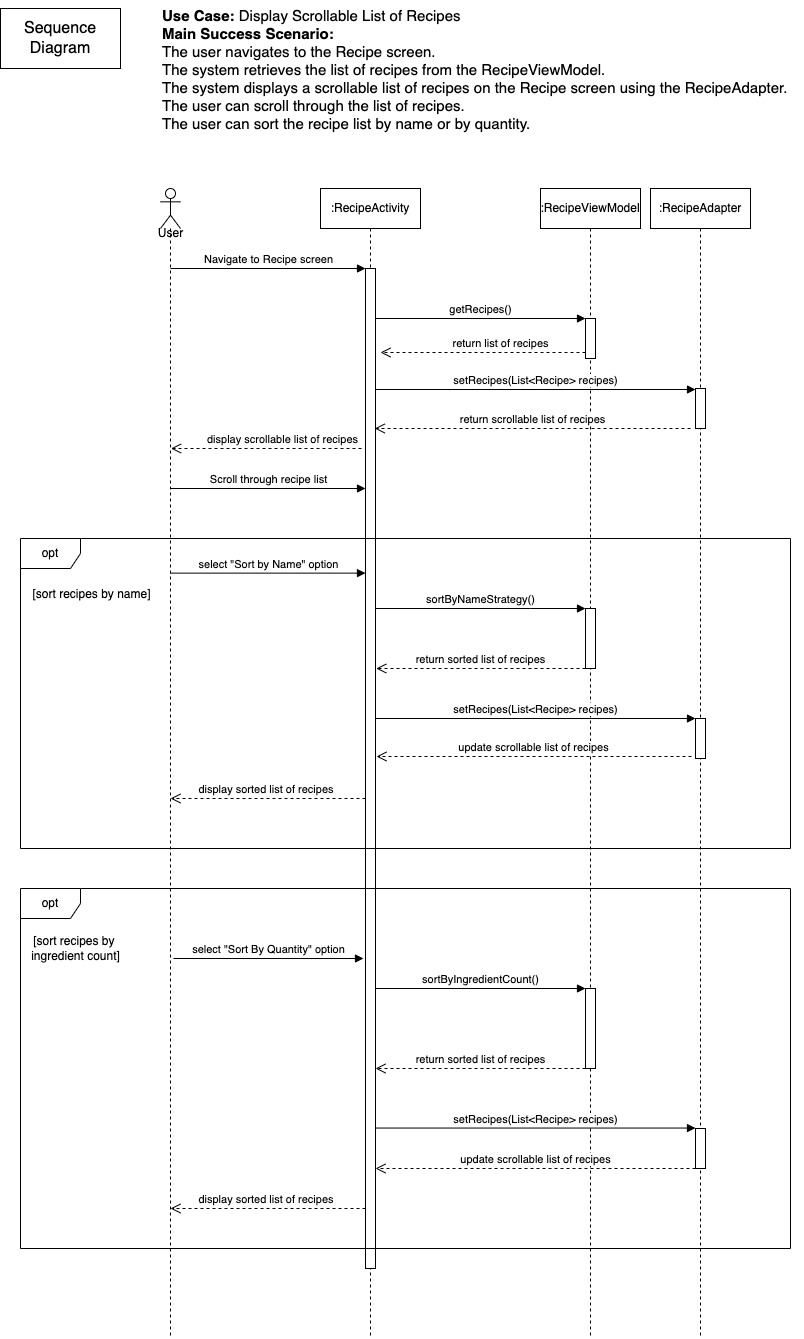 Sequence
Diagram
Use Case: Display Scrollable List of Recipes
Main Success Scenario:
The user navigates to the Recipe screen.
The system retrieves the list of recipes from the RecipeViewModel.
The system displays a scrollable list of recipes on the Recipe screen using the RecipeAdapter.
The user can scroll through the list of recipes.
The user can sort the recipe list by name or by quantity.
User
:RecipeActivity
:RecipeViewModel
:RecipeAdapter
Navigate to Recipe screen
getRecipes()
return list of recipes
setRecipes(List<Recipe> recipes)
return scrollable list of recipes
display scrollable list of recipes
Scroll through recipe list
opt
[sort recipes by name]
select "Sort by Name" option
sortByNameStrategy()
return sorted list of recipes
setRecipes(List<Recipe> recipes)
update scrollable list of recipes
display sorted list of recipes
opt
[sort recipes by
ingredient count]
select "Sort By Quantity" option
sortByIngredientCount()
return sorted list of recipes
setRecipes(List<Recipe> recipes)
update scrollable list of recipes
display sorted list of recipes